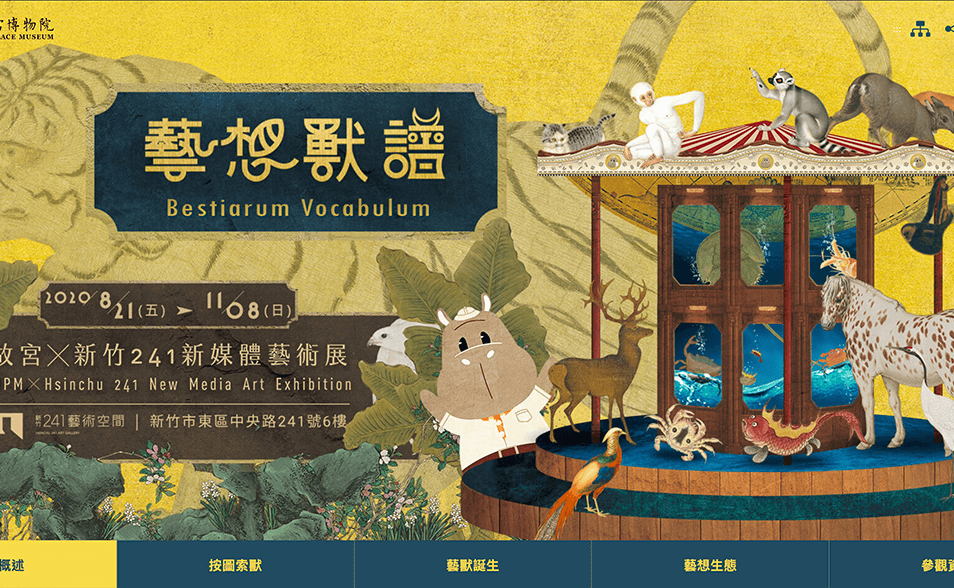 博物院
ACE MUSEUM
藝想獸譜
Bestiarum Vocabulum
2020 8/21(五) ➤ 11/08(日)
故宮×新竹241新媒體藝術展
PM×Hsinchu 241 New Media Art Exhibition
新竹241藝術空間 | 新竹市東區中央路241號6樓
概述
按圖索獸
藝獸誕生
藝想生態
參觀資